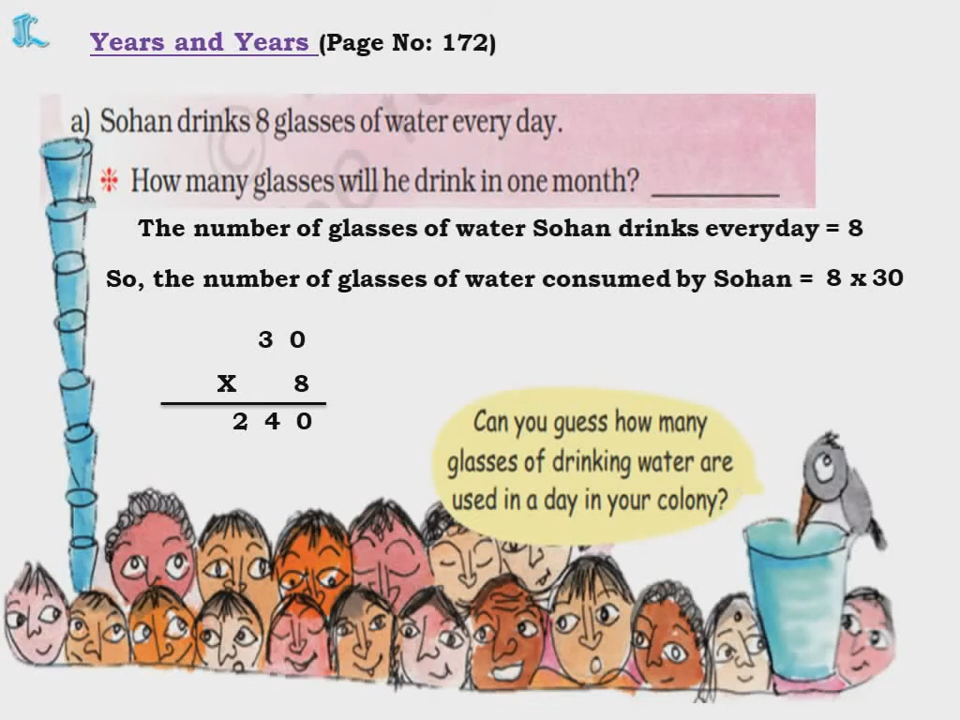 Years and Years (Page No: 172)
a) Sohan drinks 8 glasses of water every day.
❉ How many glasses will he drink in one month? __________
The number of glasses of water Sohan drinks everyday = 8
So, the number of glasses of water consumed by Sohan = 8 x 30
3 0
X 8
2 4 0
Can you guess how many
glasses of drinking water are
used in a day in your colony?